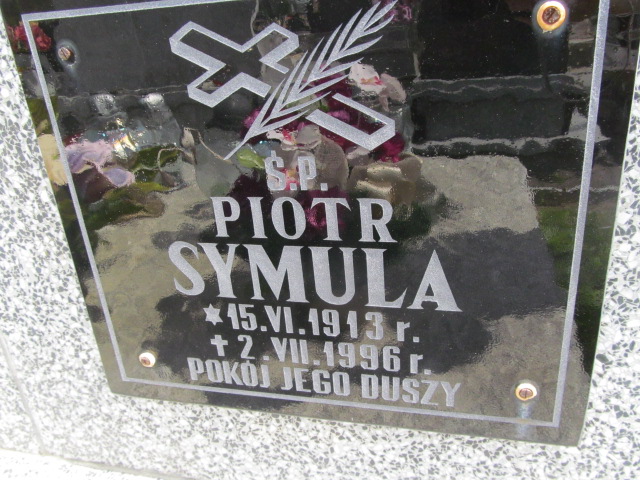 Ś.P.
PIOTR
SYMULA
✶15.VI.1913 r.
✝2.VII.1996 r.
POKÓJ JEGO DUSZY